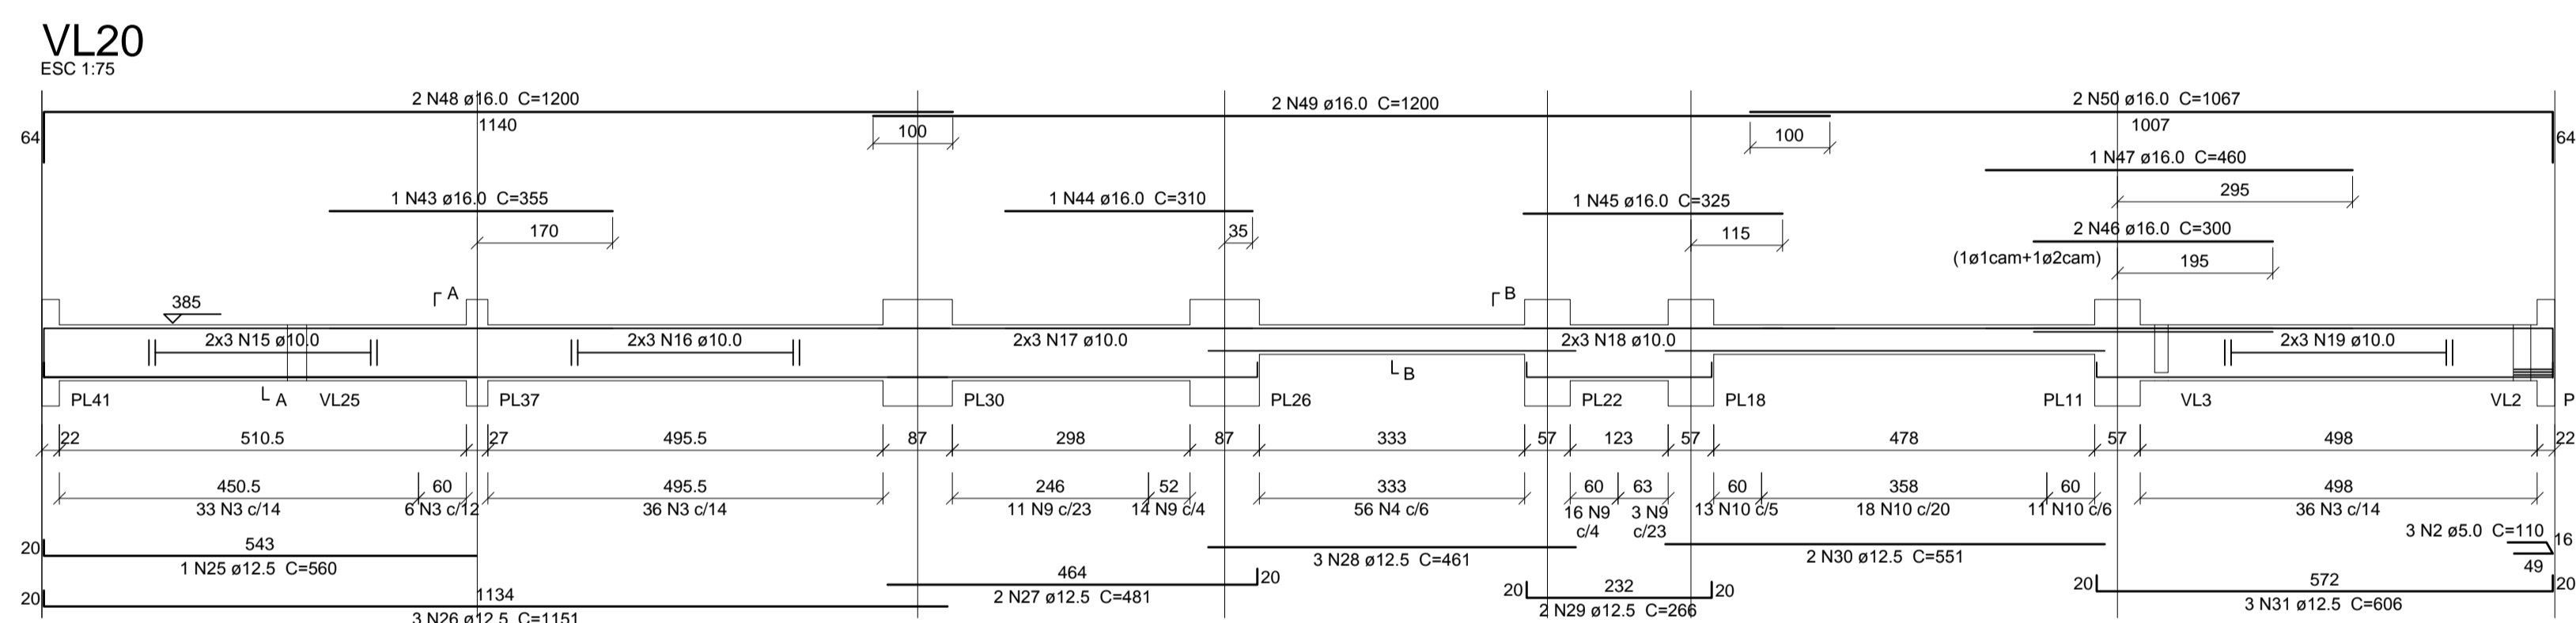 VL20
ESC 1:75
2 N48 ø16.0 C=1200
2 N49 ø16.0 C=1200
2 N50 ø16.0 C=1067
64
1140
100
100
1007
64
1 N47 ø16.0 C=460
295
1 N43 ø16.0 C=355
1 N44 ø16.0 C=310
1 N45 ø16.0 C=325
170
35
115
2 N46 ø16.0 C=300
(1ø1cam+1ø2cam)
195
385
A
B
2x3 N15 ø10.0
2x3 N16 ø10.0
2x3 N17 ø10.0
2x3 N18 ø10.0
2x3 N19 ø10.0
B
PL41
A
VL25
PL37
PL30
PL26
PL22
PL18
PL11
VL3
VL2
P
22
510.5
27
495.5
87
298
87
333
57
123
57
478
57
498
22
450.5
60
495.5
246
52
333
60
63
60
358
60
498
33 N3 c/14
6 N3 c/12
36 N3 c/14
11 N9 c/23
14 N9 c/4
56 N4 c/6
16 N9
c/4
3 N9
c/23
13 N10 c/5
18 N10 c/20
11 N10 c/6
36 N3 c/14
3 N2 ø5.0 C=110
16
49
20
543
1 N25 ø12.5 C=560
3 N28 ø12.5 C=461
2 N30 ø12.5 C=551
464
20
2 N27 ø12.5 C=481
20
232
20
2 N29 ø12.5 C=266
20
572
20
3 N31 ø12.5 C=606
20
1134
3 N26 ø12.5 C=1151